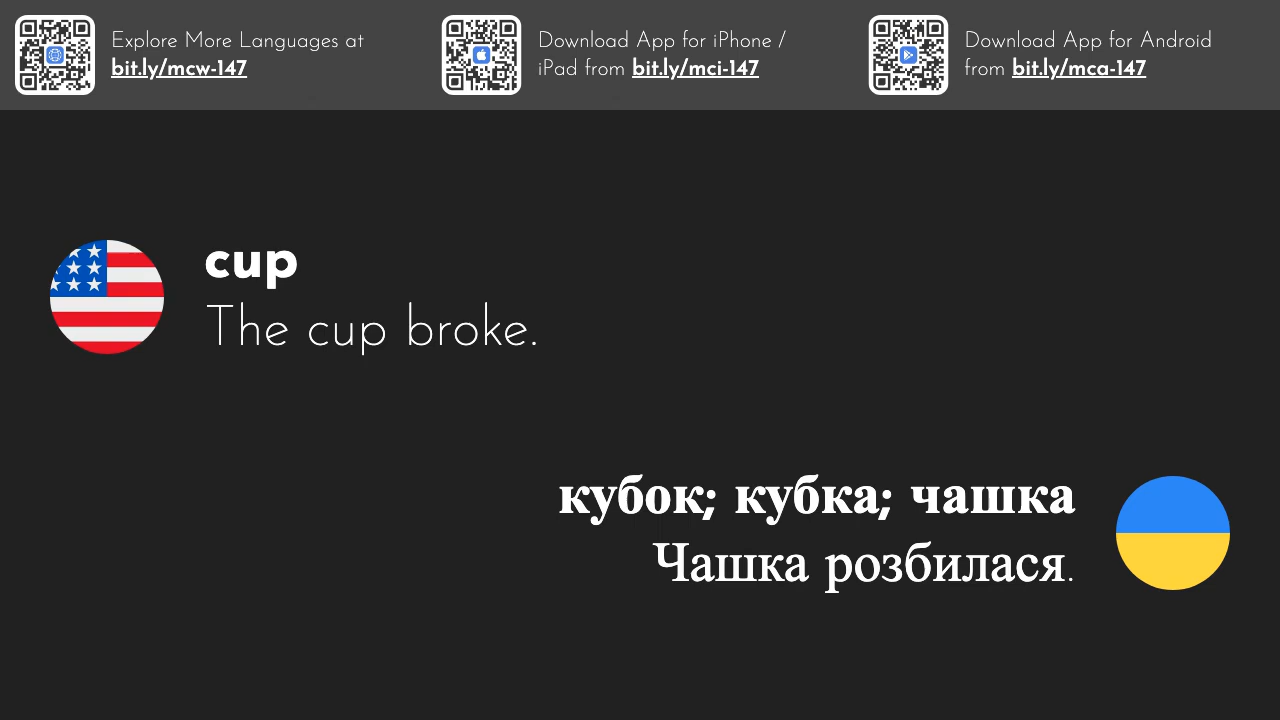 Explore More Languages at
bit.ly/mcw-147
Download App for iPhone /
iPad from bit.ly/mci-147
Download App for Android
from bit.ly/mca-147
cup
The cup broke.
кубок; кубка; чашка
Чашка розбилася.